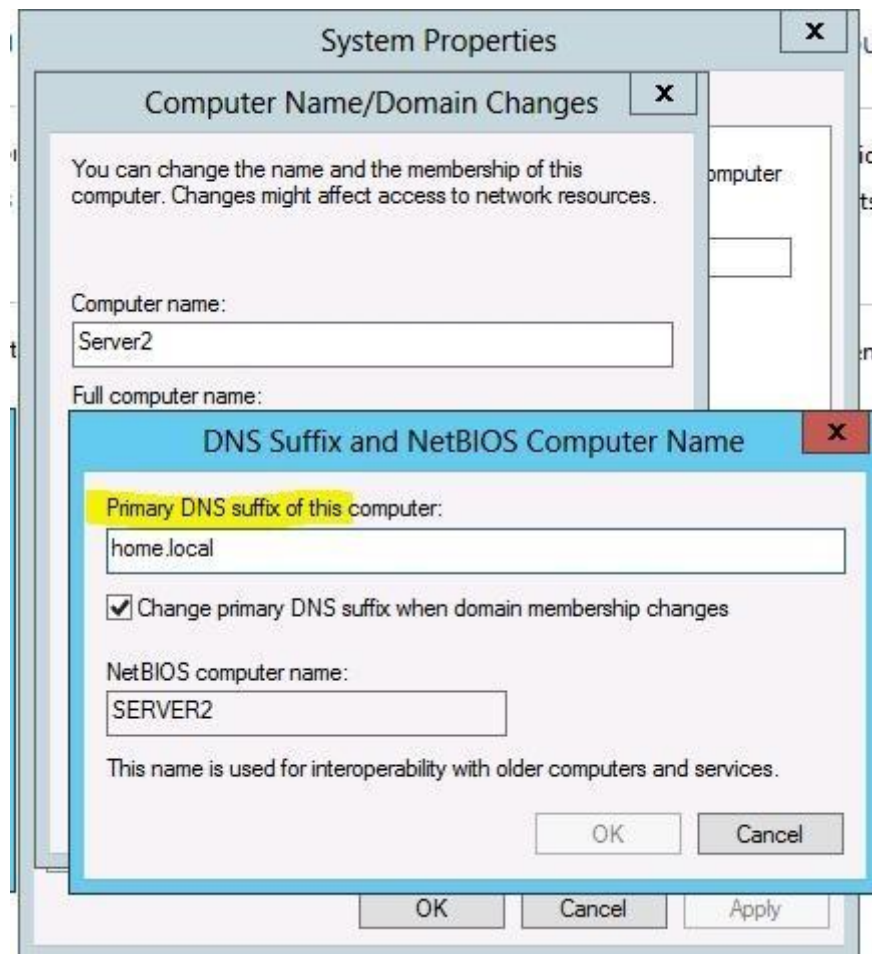 System Properties
x
Computer Name/Domain Changes
x
You can change the name and the membership of this
computer. Changes might affect access to network resources.
Computer name:
Server2
Full computer name:
DNS Suffix and NetBIOS Computer Name
x
Primary DNS suffix of this computer:
home.local
Change primary DNS suffix when domain membership changes
NetBIOS computer name:
SERVER2
This name is used for interoperability with older computers and services.
OK Cancel
OK Cancel Apply